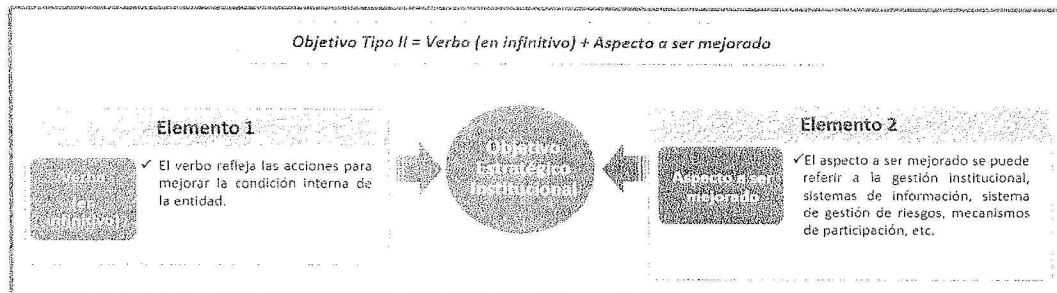 Objetivo Tipo II = Verbo (en infinitivo) + Aspecto a ser mejorado
Elemento 1
Verbo
(en
infinitivo)
✓ El verbo refleja las acciones para
mejorar la condición interna de
la entidad.
Objetivo
Estratégico
Institucional
Elemento 2
Aspecto a ser
mejorado
✓El aspecto a ser mejorado se puede
referir a la gestión institucional,
sistemas de información, sistema
de gestión de riesgos, mecanismos
de participación, etc.